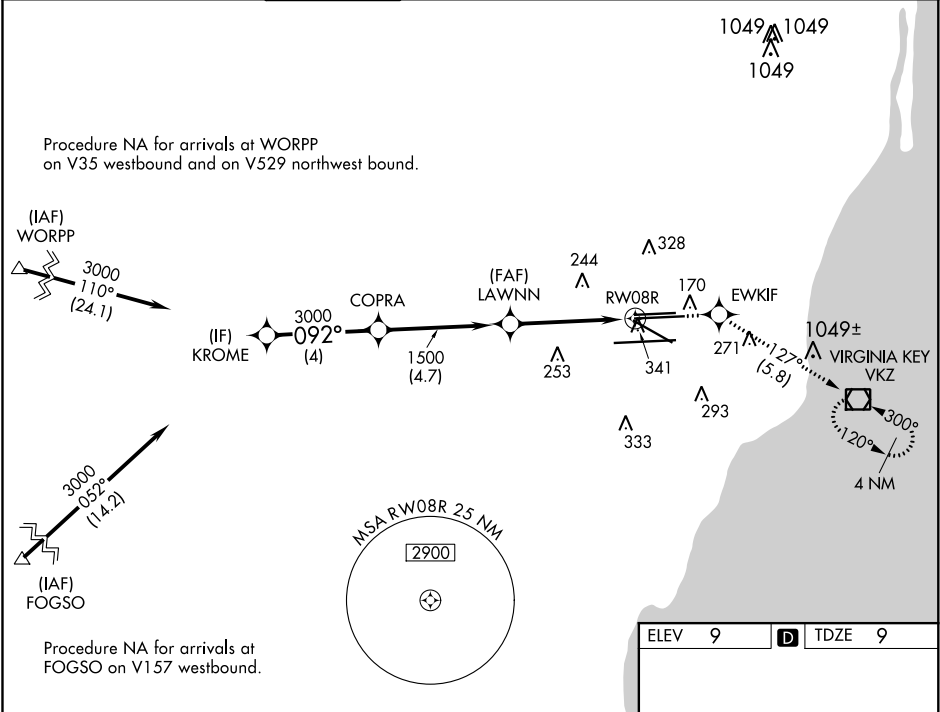 1049 1049
1049
Procedure NA for arrivals at WORPP
on V35 westbound and on V529 northwest bound.
(IAF)
WORPP
3000
110°
(24.1)
(IF)
KROME
3000
092°
(4)
COPRA
1500
(4.7)
(FAF)
LAWNN
244
328
253
RW08R
170
341
EWKIF
271
127°
(5.8)
1049±
VIRGINIA KEY
VKZ
293
333
300°
120°
4 NM
3000
052°
(14.2)
(IAF)
FOGSO
MSA RW08R 25 NM
2900
Procedure NA for arrivals at
FOGSO on V157 westbound.
ELEV 9 D TDZE 9